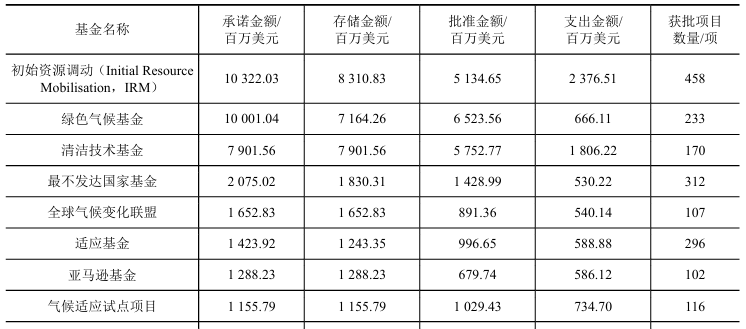 基金名称 承诺金额/ 存储金额/ 批准金额/ 支出金额/ 获批项目
百万美元 百万美元 百万美元 百万美元 数量/项
初始资源调动（Initial Resource
Mobilisation，IRM） 10 322.03 8 310.83 5 134.65 2 376.51 458
绿色气候基金 10 001.04 7 164.26 6 523.56 666.11 233
清洁技术基金 7 901.56 7 901.56 5 752.77 1 806.22 170
最不发达国家基金 2 075.02 1 830.31 1 428.99 530.22 312
全球气候变化联盟 1 652.83 1 652.83 891.36 540.14 107
适应基金 1 423.92 1 243.35 996.65 588.88 296
亚马逊基金 1 288.23 1 288.23 679.74 586.12 102
气候适应试点项目 1 155.79 1 155.79 1 029.43 734.70 116